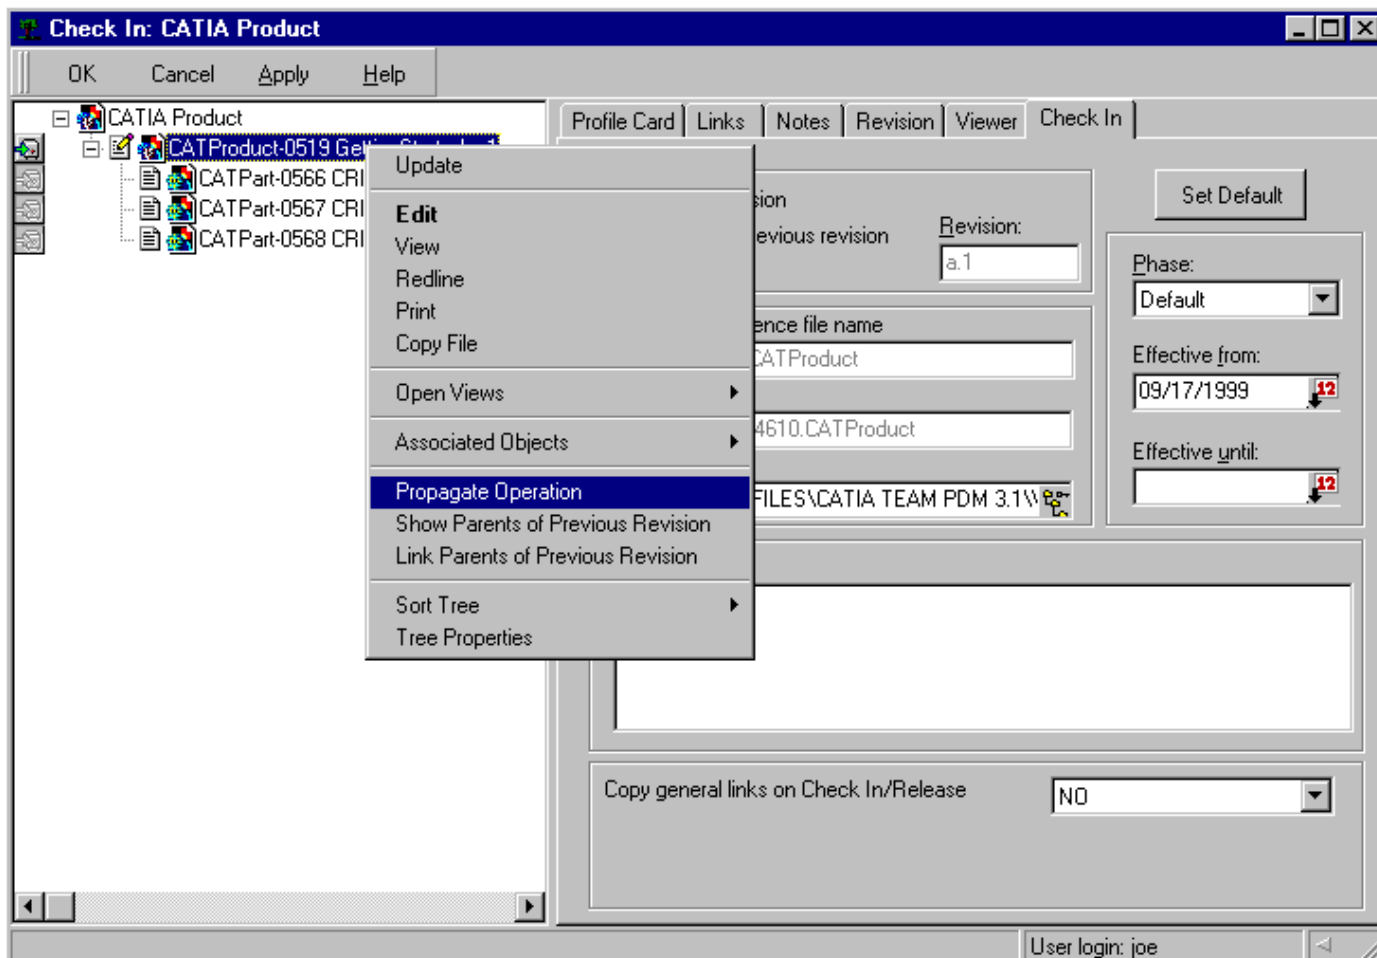 Check In: CATIA Product
OK Cancel Apply Help
CATIA Product
CATProduct-0519
CATPart-0566 CRI
CATPart-0567 CRI
CATPart-0568 CRI
Update
Edit
View
Redline
Print
Copy File
Open Views
Associated Objects
Propagate Operation
Show Parents of Previous Revision
Link Parents of Previous Revision
Sort Tree
Tree Properties
Profile Card Links Notes Revision Viewer Check In
sion
evious revision
Revision:
a.1
Set Default
ence file name
CATProduct
4610.CATProduct
FILES\CATIA TEAM PDM 3.1\
Phase:
Default
Effective from:
09/17/1999
12
Effective until:
12
Copy general links on Check In/Release
NO
User login: joe